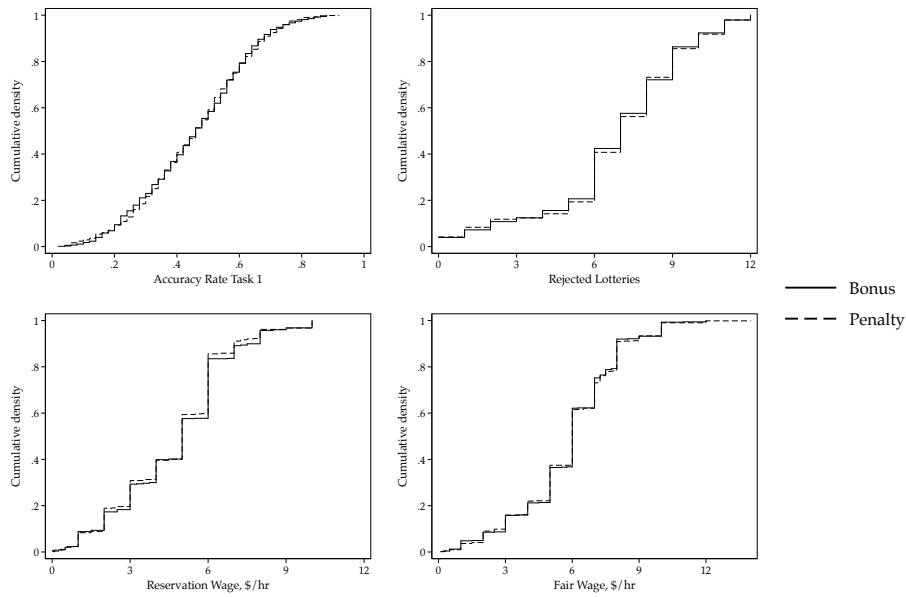 1
.8
.6
.4
.2
0
Cumulative density
0 .2 .4 .6 .8 1
Accuracy Rate Task 1
1
.8
.6
.4
.2
0
Cumulative density
0 3 6 9 12
Rejected Lotteries
1
.8
.6
.4
.2
0
Cumulative density
0 3 6 9 12
Reservation Wage, $/hr
1
.8
.6
.4
.2
0
Cumulative density
0 3 6 9 12
Fair Wage, $/hr
Bonus
Penalty